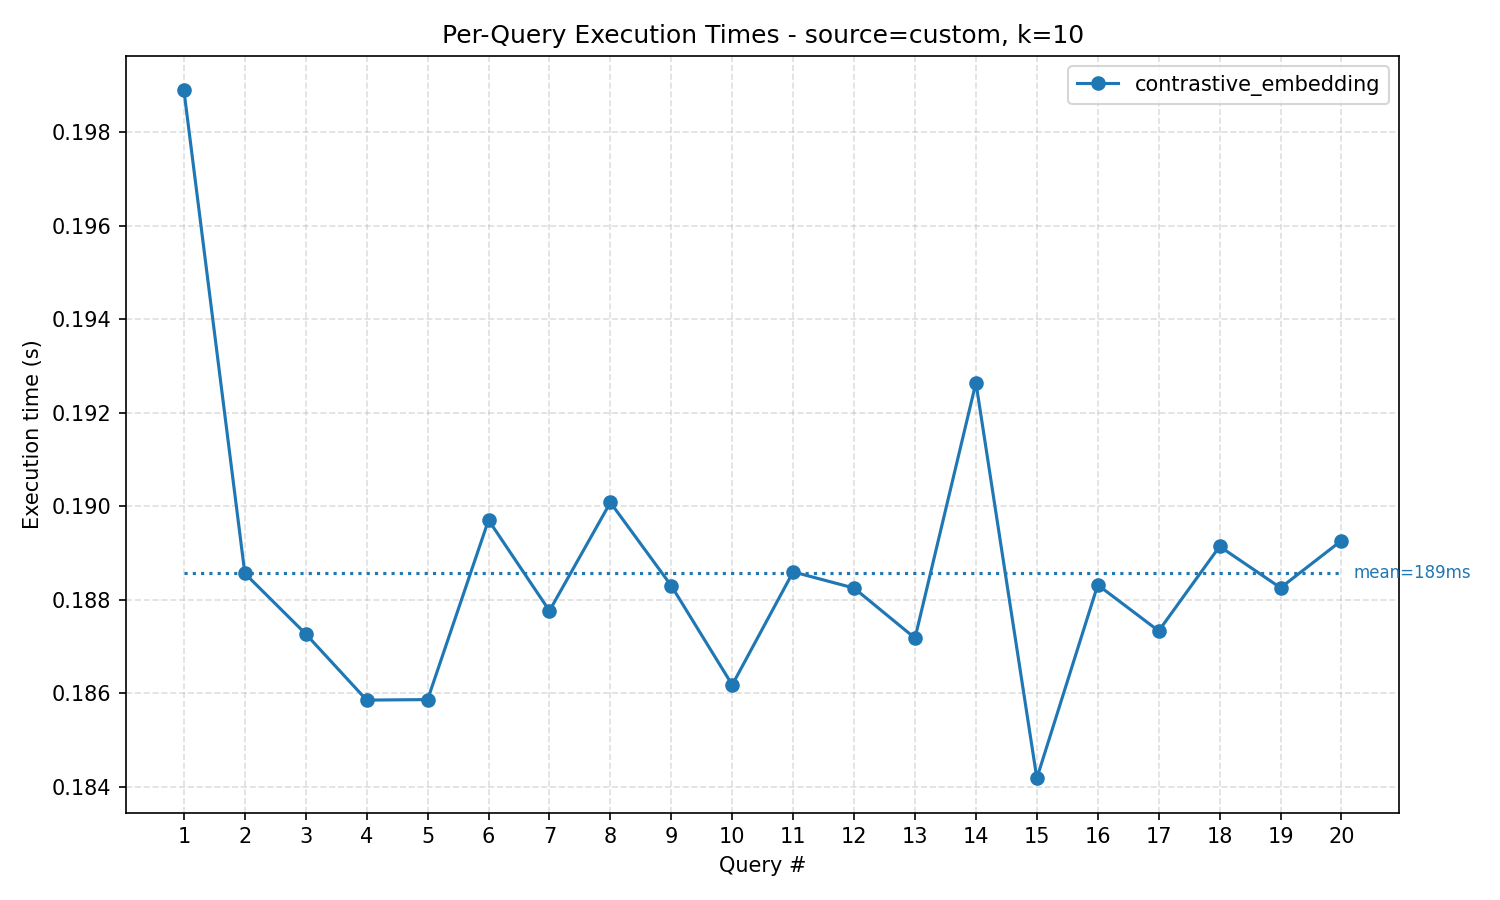 Per-Query Execution Times - source=custom, k=10
contrastive_embedding
0.198
0.196
0.194
0.192
0.190
0.188
0.186
0.184
Execution time (s)
mean=189ms
1 2 3 4 5 6 7 8 9 10 11 12 13 14 15 16 17 18 19 20
Query #